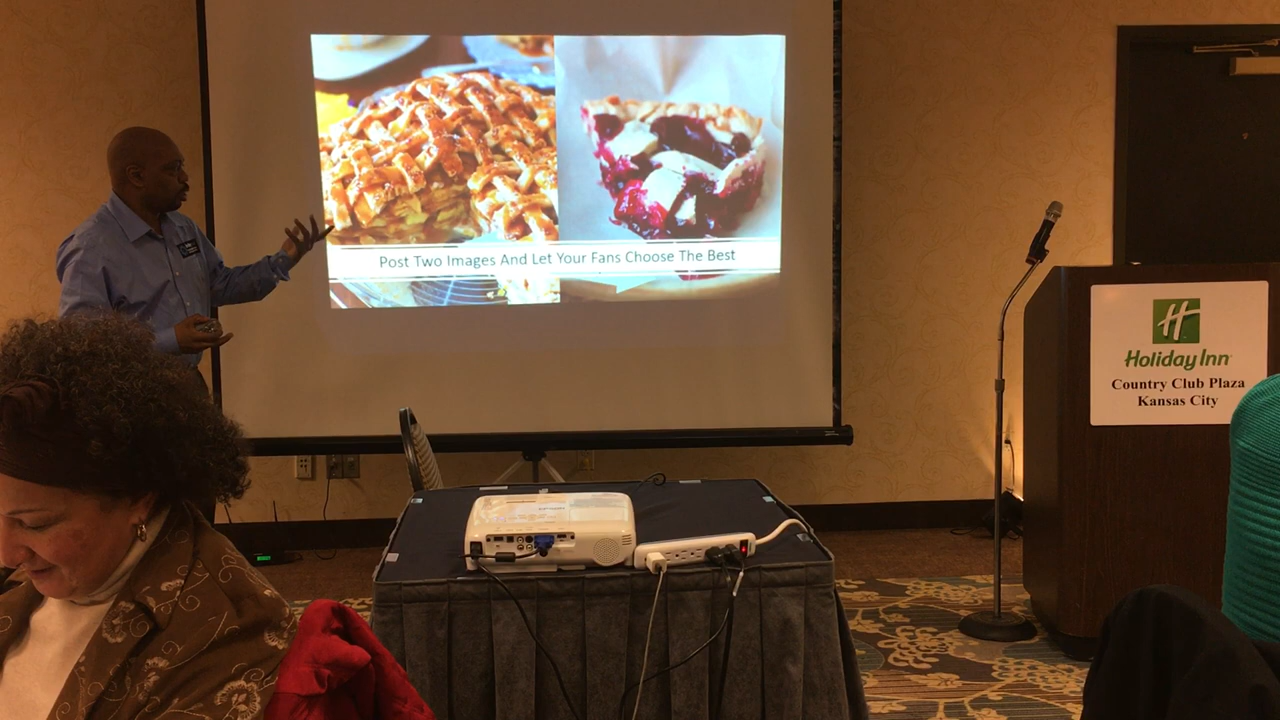 Post Two Images And Let Your Fans Choose The Best
H
Holiday Inn
Country Club Plaza
Kansas City